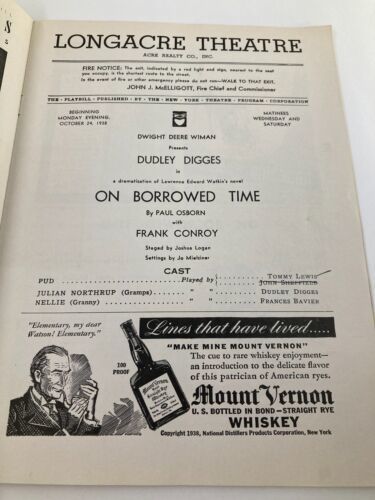 S
LONGACRE THEATRE
ACRE REALTY CO., INC.
FIRE NOTICE: The exit, indicated by a red light and sign, nearest to the seat
you occupy, is the shortest route to the street.
In the event of fire or other emergency please do not run—WALK TO THAT EXIT.
JOHN J. McELLIGOTT, Fire Chief and Commissioner
THE · PLAYBILL · PUBLISHED · BY · THE · NEW · YORK · THEATRE · PROGRAM · CORPORATION
BEGINNING
MONDAY EVENING,
OCTOBER 24, 1938
MATINEES
WEDNESDAY AND
SATURDAY
DWIGHT DEERE WIMAN
Presents
DUDLEY DIGGES
in
a dramatization of Lawrence Edward Watkin's novel
ON BORROWED TIME
By PAUL OSBORN
with
FRANK CONROY
Staged by Joshua Logan
Settings by Jo Mielziner
CAST
PUD Played by { TOMMY LEWIS
JOHN SHEFFIELD
JULIAN NORTHRUP (Gramps) " " DUDLEY DIGGES
NELLIE (Granny) " " FRANCES BAVIER
"Elementary, my dear
Watson! Elementary."
100
PROOF
Mount Vernon
WHISKEY
Lines that have lived.....
"MAKE MINE MOUNT VERNON"
The cue to rare whiskey enjoyment—
an introduction to the delicate flavor
of this patrician of American ryes.
Mount Vernon
U. S. BOTTLED IN BOND—STRAIGHT RYE
WHISKEY
Copyright 1938, National Distillers Products Corporation, New York